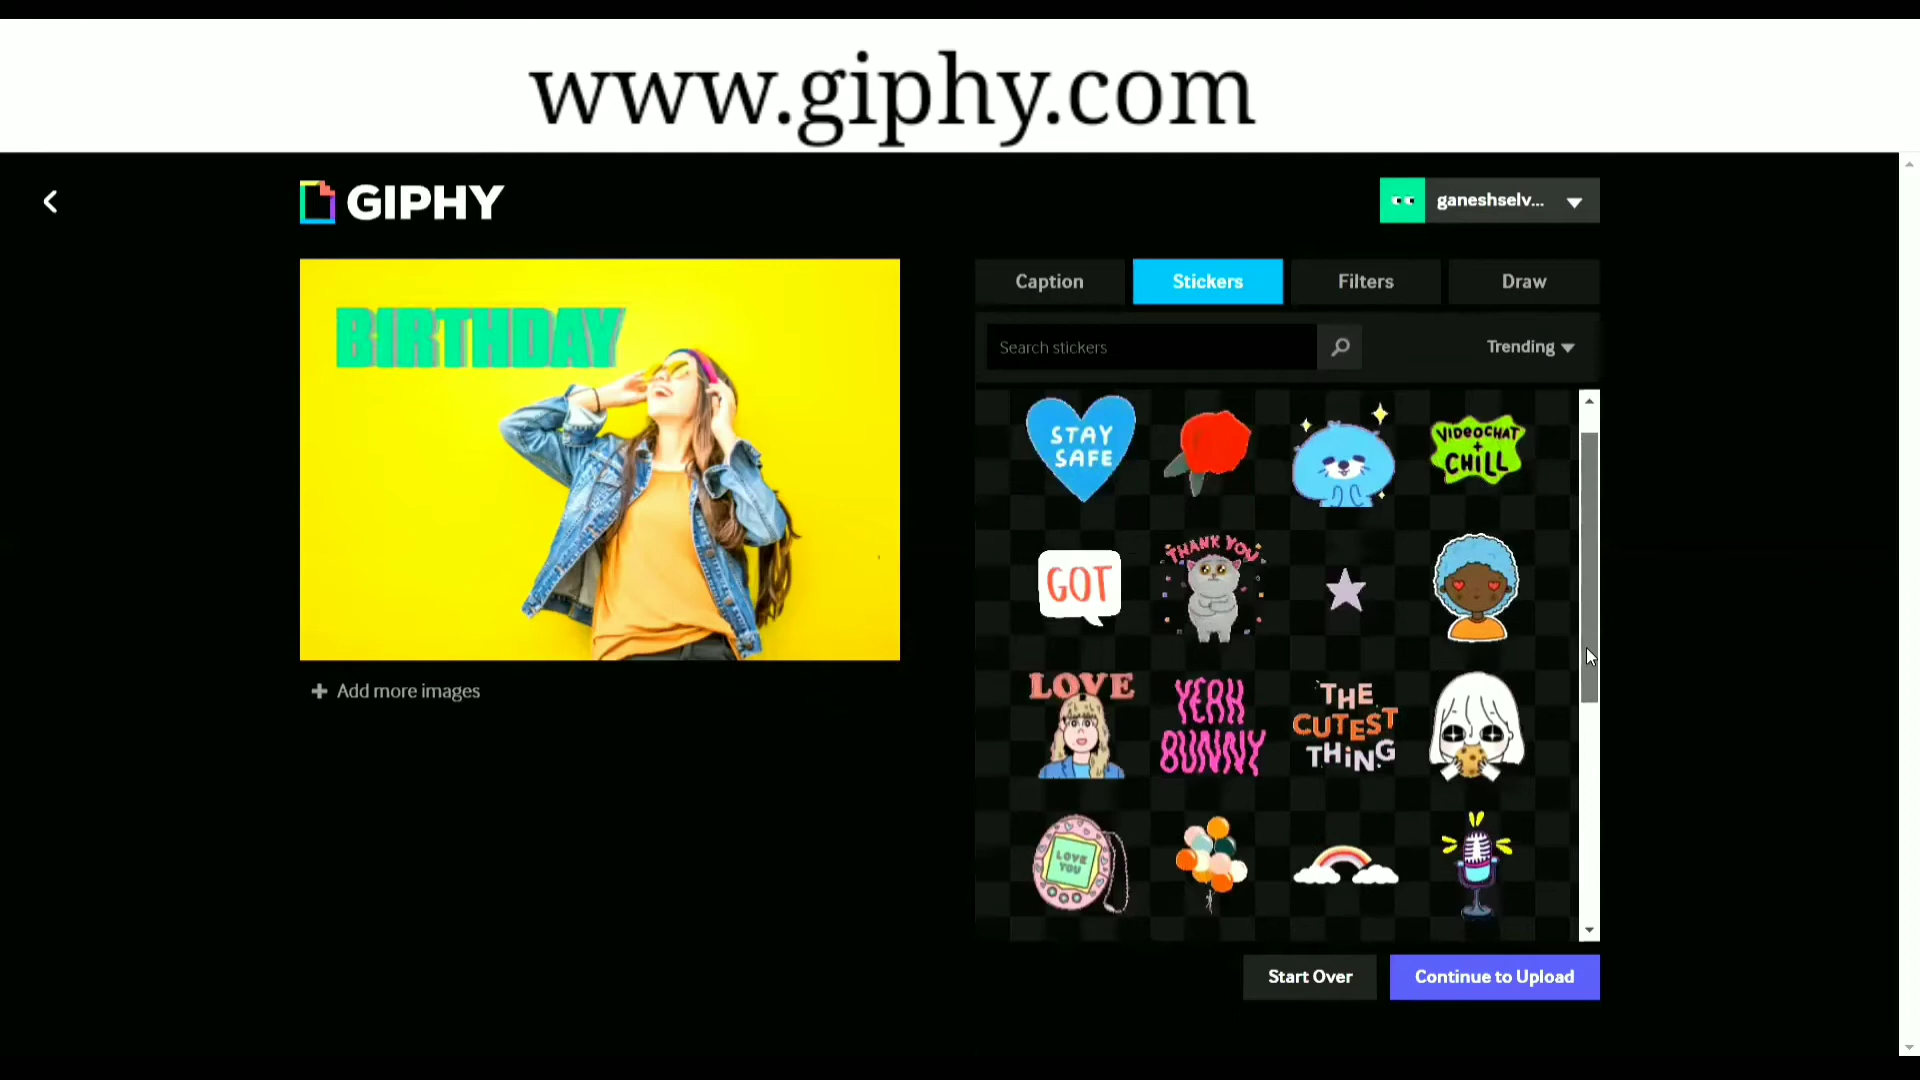 www.giphy.com
GIPHY
ganeshselv...
BIRTHDAY
Caption
Stickers
Filters
Draw
Search stickers
Trending
STAY
SAFE
VIDEOCHAT
+
CHILL
GOT
THANK YOU
LOVE
YEAH
BUNNY
THE
CUTEST
THiNG
LOVE
YOU
Add more images
Start Over
Continue to Upload